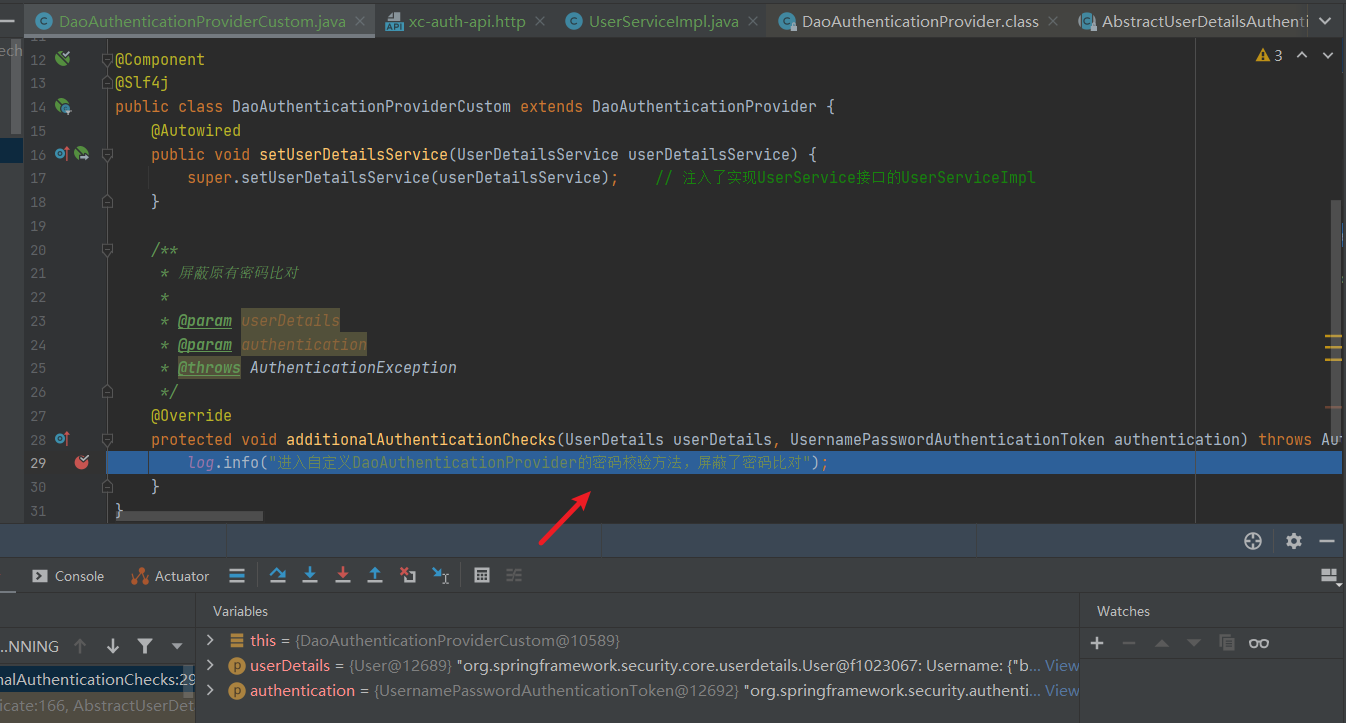 DaoAuthenticationProviderCustom.java xc-auth-api.http UserServiceImpl.java DaoAuthenticationProvider.class AbstractUserDetailsAuthenti
ech
12 @Component 3
13 @Slf4j
14 public class DaoAuthenticationProviderCustom extends DaoAuthenticationProvider {
15 @Autowired
16 public void setUserDetailsService(UserDetailsService userDetailsService) {
17 super.setUserDetailsService(userDetailsService); // 注入了实现UserService接口的UserServiceImpl
18 }
19
20 /**
21 * 屏蔽原有密码比对
22 *
23 * @param userDetails
24 * @param authentication
25 * @throws AuthenticationException
26 */
27 @Override
28 protected void additionalAuthenticationChecks(UserDetails userDetails, UsernamePasswordAuthenticationToken authentication) throws Au
29 log.info("进入自定义DaoAuthenticationProvider的密码校验方法，屏蔽了密码比对");
30 }
31 }
Console Actuator
Variables Watches
...NNING this = {DaoAuthenticationProviderCustom@10589}
userDetails = {User@12689} "org.springframework.security.core.userdetails.User@f1023067: Username: {"b... View
nalAuthenticationChecks:29 authentication = {UsernamePasswordAuthenticationToken@12692} "org.springframework.security.authenti... View
icate:166, AbstractUserDet